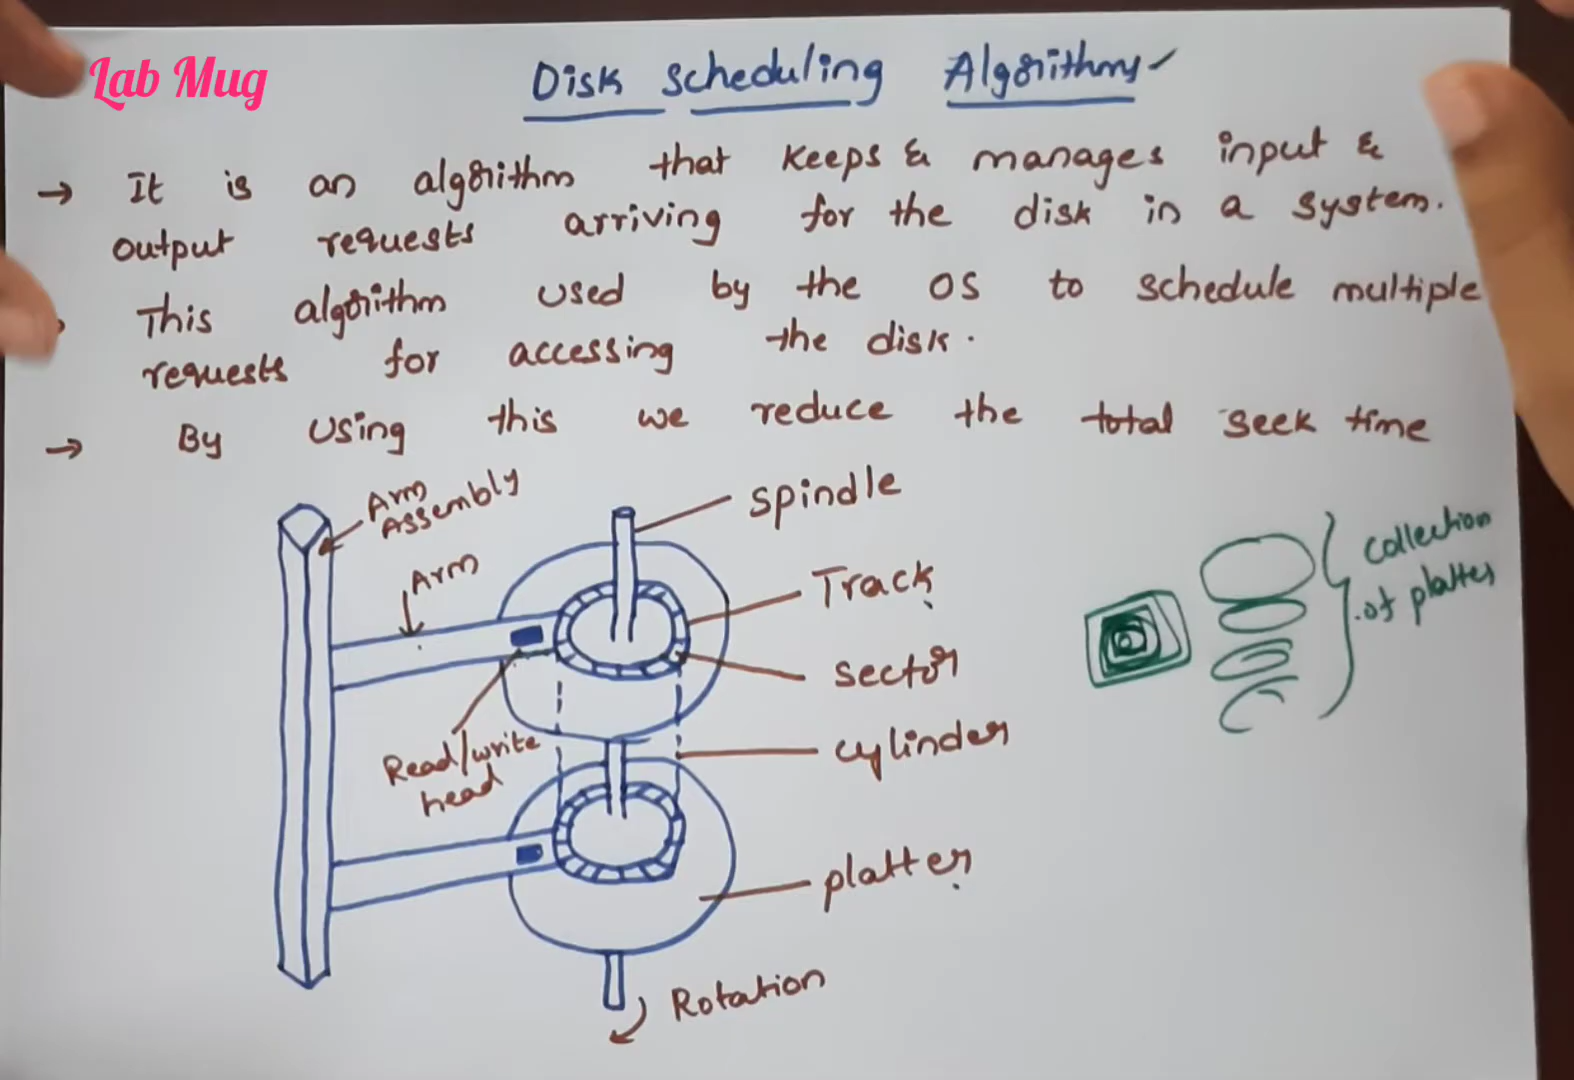 Lab Mug
Disk Scheduling Algorithms
→ It is an algorithm that keeps & manages input &
output requests arriving for the disk in a system.
This algorithm used by the OS to schedule multiple
requests for accessing the disk.
→ By using this we reduce the total seek time
Arm
Assembly
Arm
spindle
Track
sector
Read/write
head
cylinder
platter
Rotation
collection
of platter